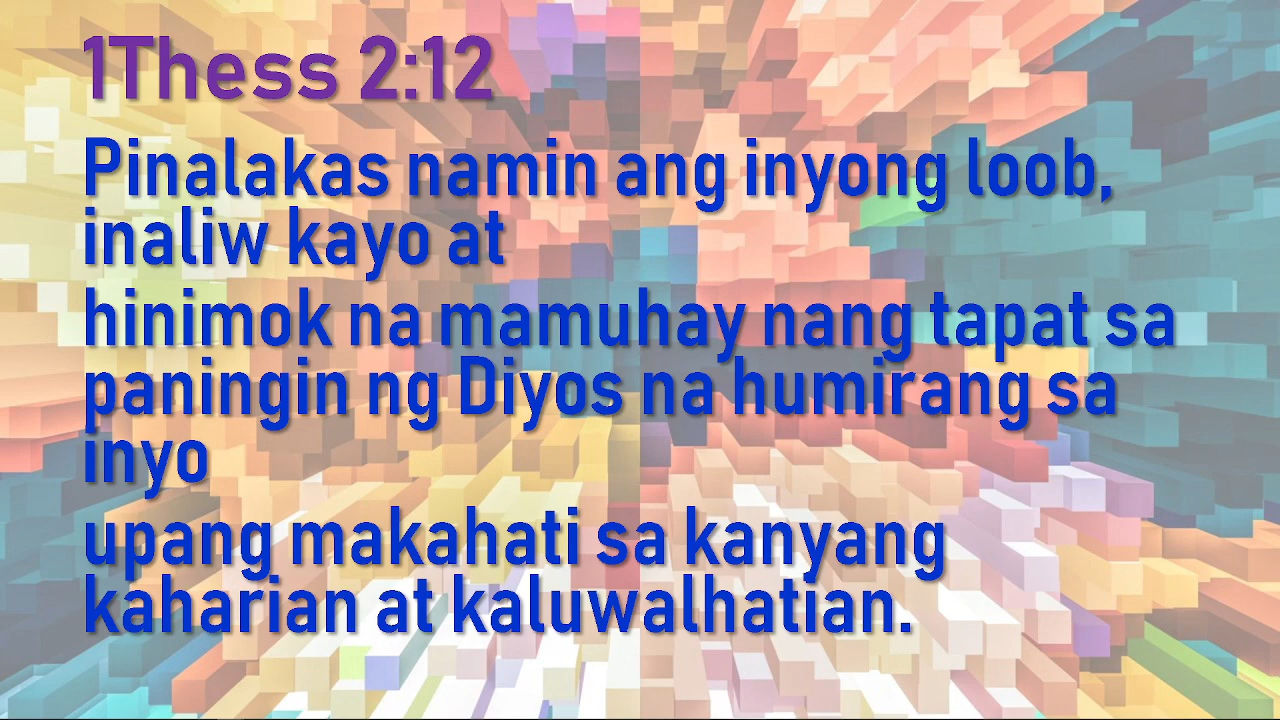 1Thess 2:12
Pinalakas namin ang inyong loob,
inaliw kayo at
hinimok na mamuhay nang tapat sa
paningin ng Diyos na humirang sa
inyo
upang makahati sa kanyang
kaharian at kaluwalhatian.